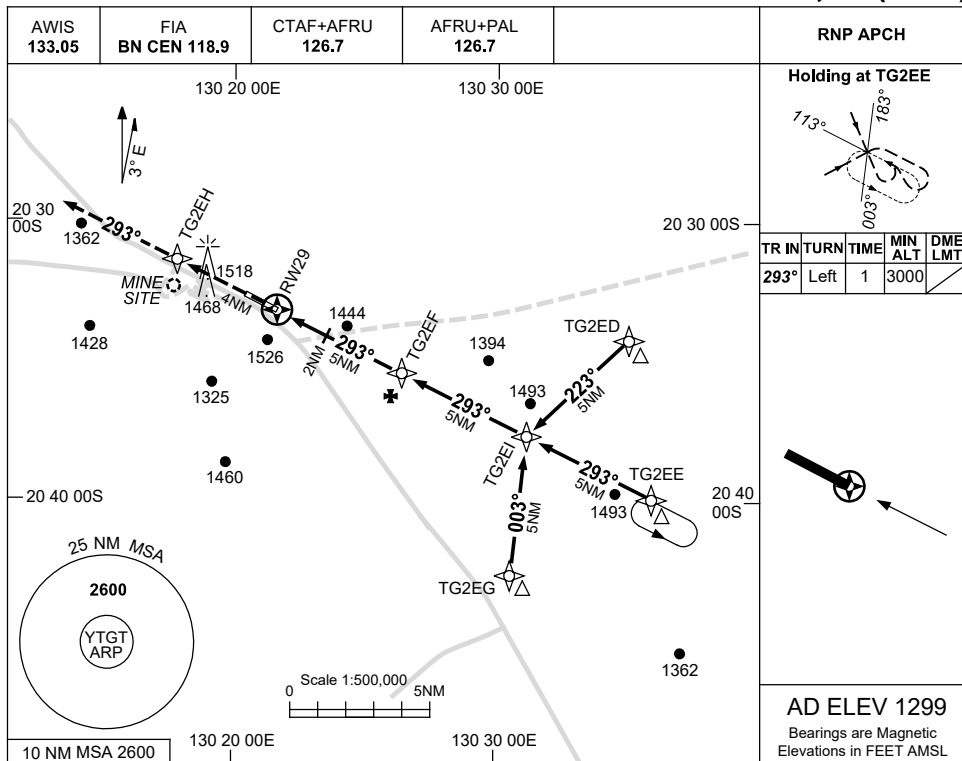 AWIS
133.05
FIA
BN CEN 118.9
CTAF+AFRU
126.7
AFRU+PAL
126.7
RNP APCH
130 20 00E
130 30 00E
Holding at TG2EE
113°
183°
003°
TR IN
TURN
TIME
MIN ALT
DME LMT
293°
Left
1
3000
3° E
20 30
00S
20 30 00S
1362
293°
TG2EH
MINE
SITE
1518
1468
4NM
RW29
1428
1526
1444
2NM
293°
5NM
TG2EF
1325
1394
TG2ED
1493
223°
5NM
293°
5NM
TG2EI
1460
293°
5NM
TG2EE
1493
20 40 00S
20 40
00S
003°
5NM
TG2EG
25 NM MSA
2600
YTGT
ARP
1362
Scale 1:500,000
0
5NM
10 NM MSA 2600
130 20 00E
130 30 00E
AD ELEV 1299
Bearings are Magnetic
Elevations in FEET AMSL